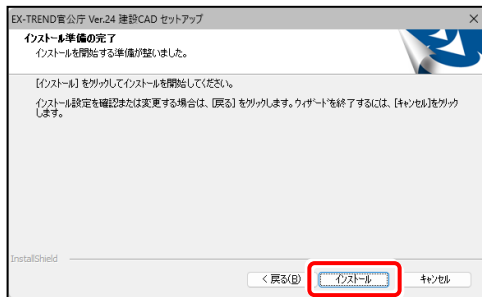 EX-TREND官公庁 Ver.24 建設CAD セットアップ
インストール準備の完了
インストールを開始する準備が整いました。
[インストール] をクリックしてインストールを開始してください。
インストール設定を確認または変更する場合は、[戻る] をクリックします。ウィザードを終了するには、[キャンセル]をクリック
します。
InstallShield
< 戻る(B)
インストール
キャンセル